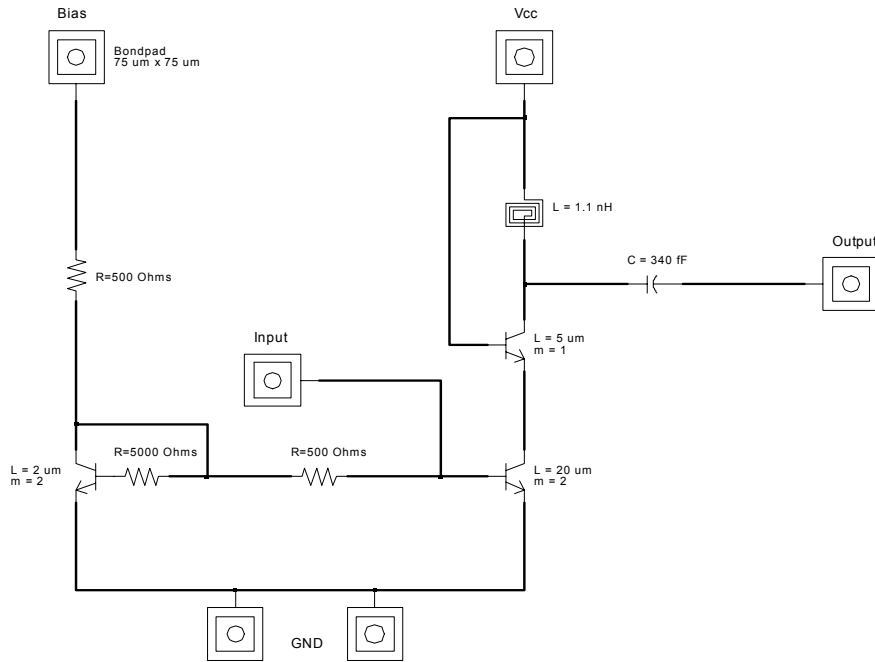 Bias
Vcc
Bondpad
75 um x 75 um
L = 1.1 nH
Output
C = 340 fF
R=500 Ohms
Input
L = 5 um
m = 1
R=5000 Ohms
R=500 Ohms
L = 2 um
m = 2
L = 20 um
m = 2
GND